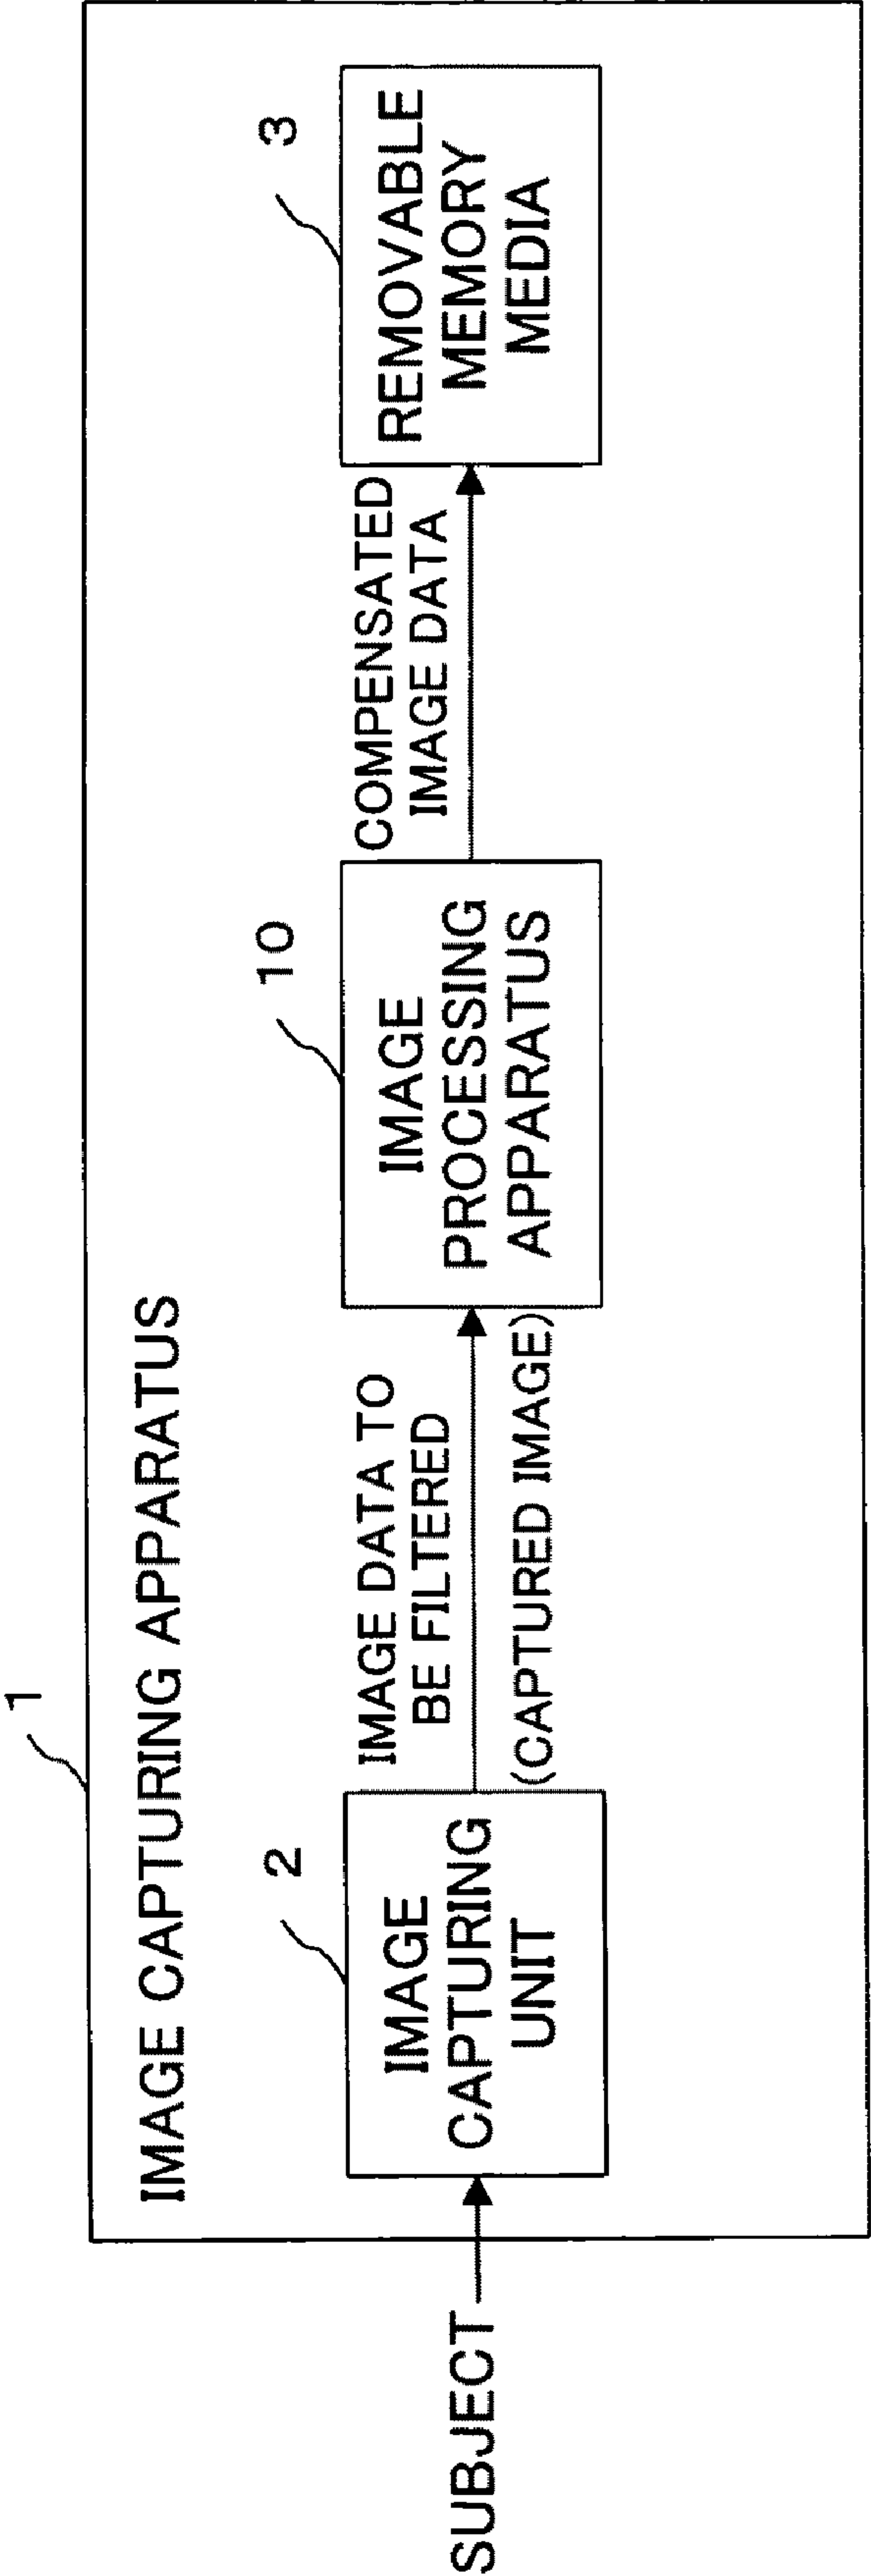 1
IMAGE CAPTURING APPARATUS
SUBJECT
2
IMAGE
CAPTURING
UNIT
IMAGE DATA TO
BE FILTERED
(CAPTURED IMAGE)
10
IMAGE
PROCESSING
APPARATUS
COMPENSATED
IMAGE DATA
3
REMOVABLE
MEMORY
MEDIA